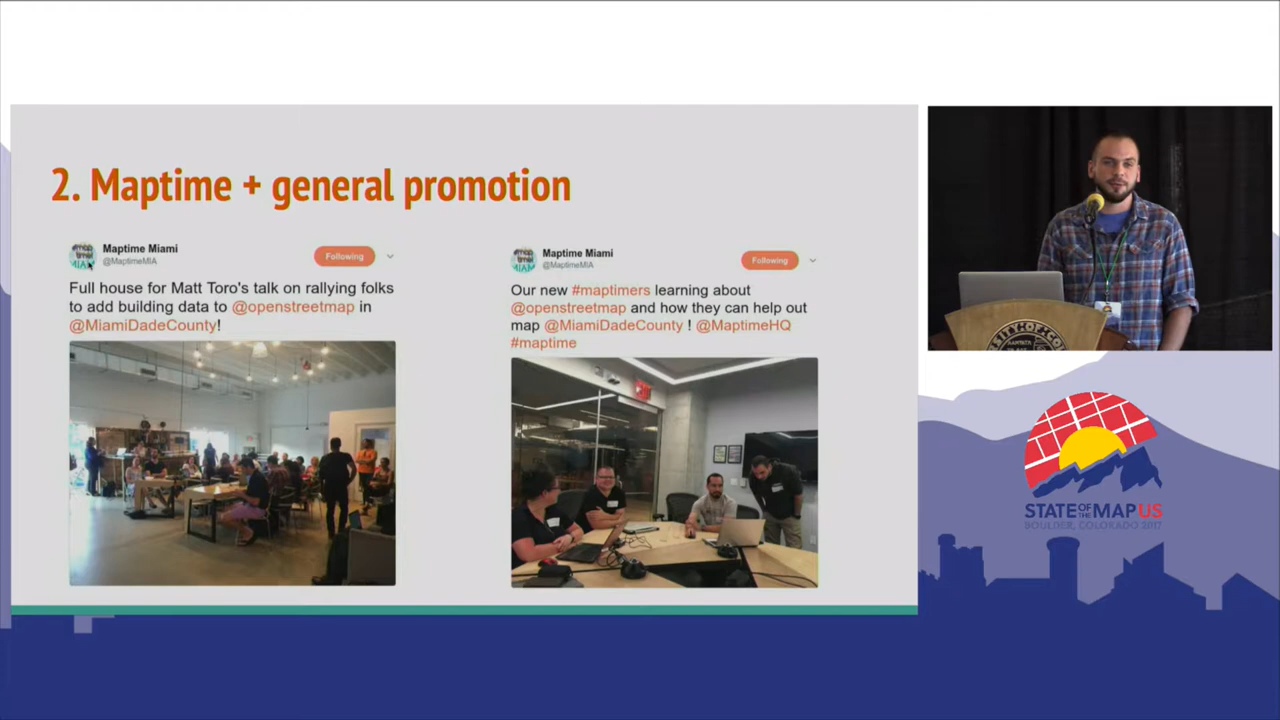 2. Maptime + general promotion
Maptime Miami
@MaptimeMIA
Following
Full house for Matt Toro's talk on rallying folks
to add building data to @openstreetmap in
@MiamiDadeCounty!
Maptime Miami
@MaptimeMIA
Following
Our new #maptimers learning about
@openstreetmap and how they can help out
map @MiamiDadeCounty ! @MaptimeHQ
#maptime
STATE OF THE MAP US
BOULDER, COLORADO 2017